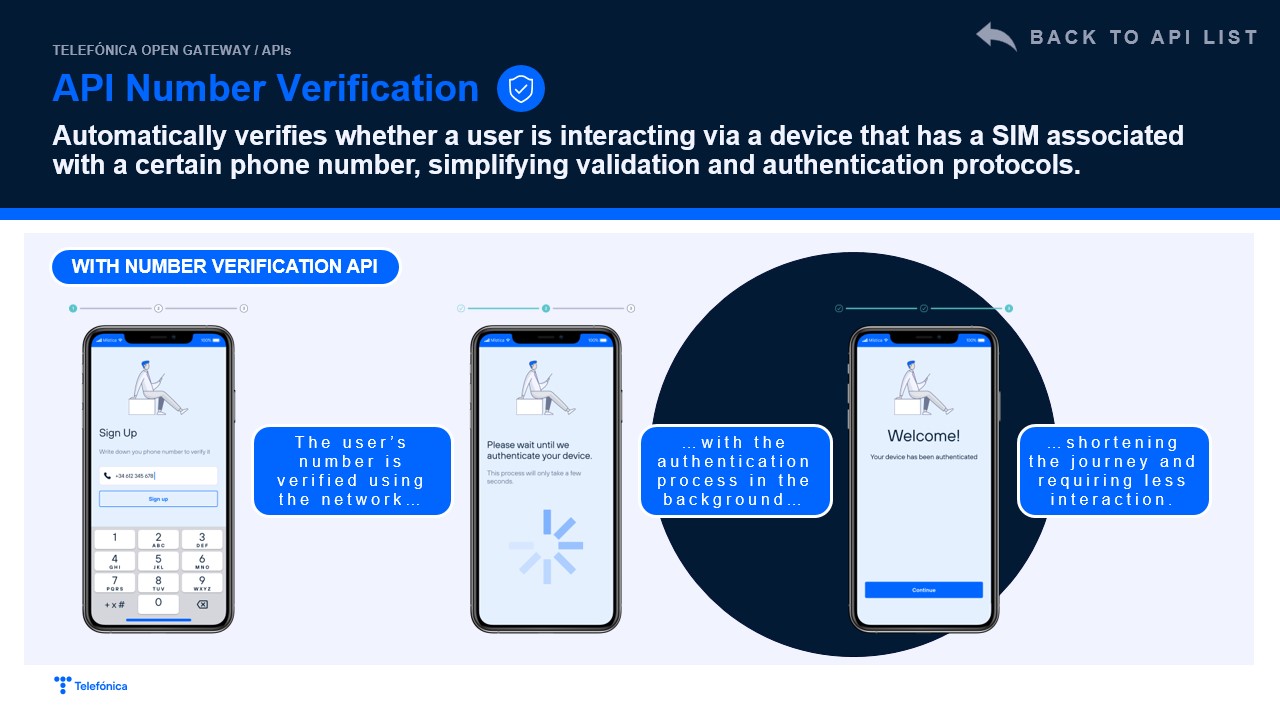 BACK TO API LIST
TELEFÓNICA OPEN GATEWAY / APIs
API Number Verification
Automatically verifies whether a user is interacting via a device that has a SIM associated
with a certain phone number, simplifying validation and authentication protocols.
WITH NUMBER VERIFICATION API
1 2 3
Movistar 100%
Sign Up
Write down you phone number to verify it
+34 612 345 678
Sign up
1 2 3
ABC DEF
4 5 6
GHI JKL MNO
7 8 9
PQRS TUV WXYZ
+ x # 0
The user’s
number is
verified using
the network…
2 3
100%
Please wait until we
authenticate your device.
This process will only take a few
seconds.
…with the
authentication
process in the
background…
3
100%
Welcome!
Your device has been authenticated
Continue
…shortening
the journey and
requiring less
interaction.
Telefónica